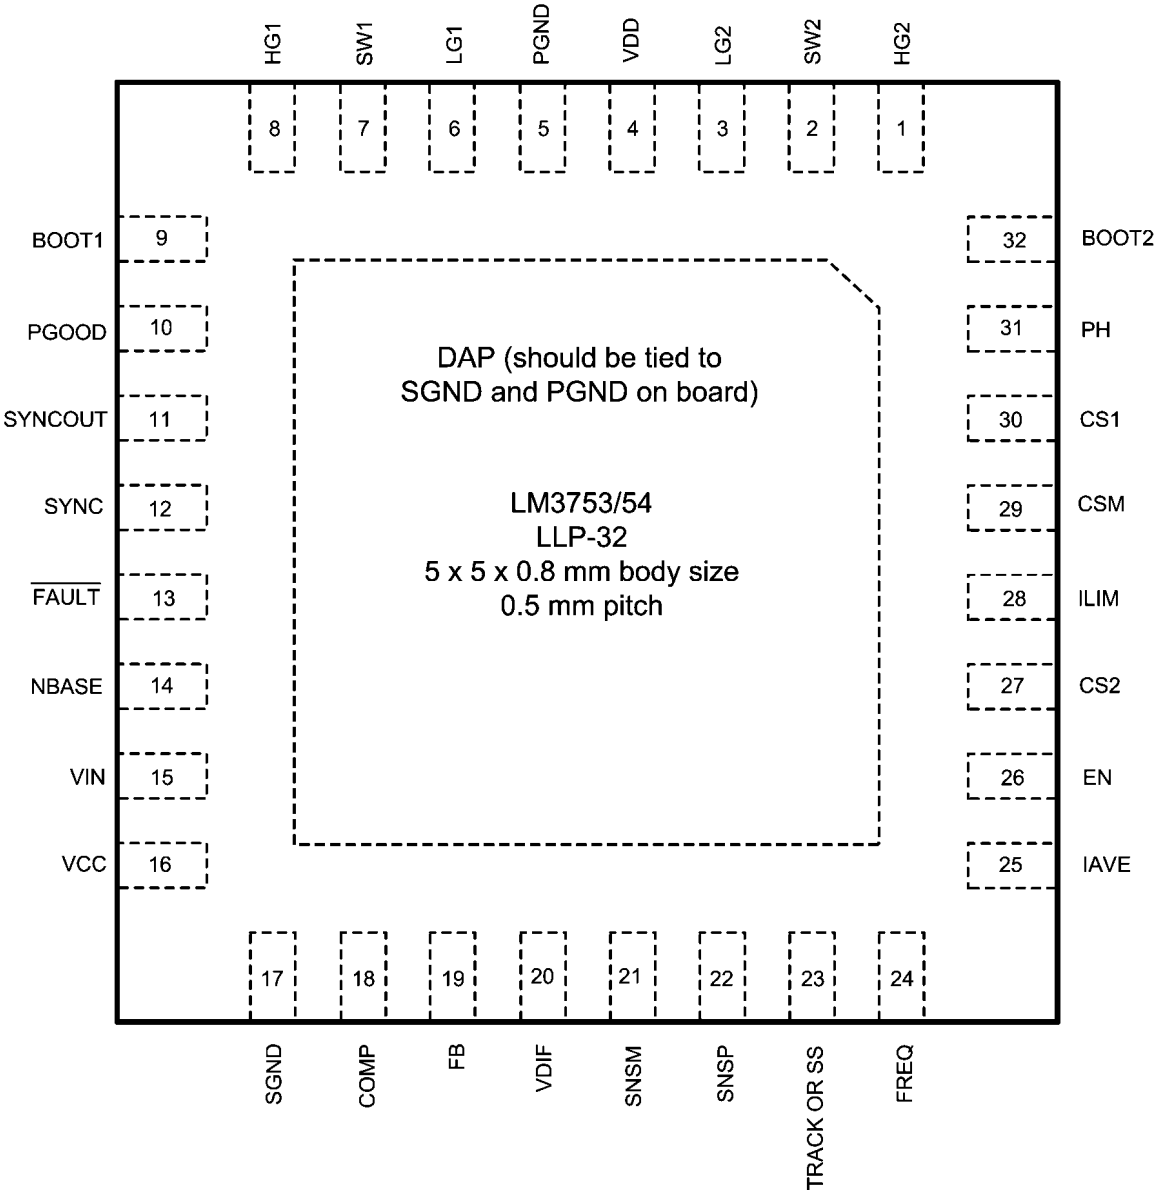 HG1 SW1 LG1 PGND VDD LG2 SW2 HG2
8 7 6 5 4 3 2 1
BOOT1 9 32 BOOT2
PGOOD 10 31 PH
DAP (should be tied to
SGND and PGND on board)
SYNCOUT 11 30 CS1
SYNC 12 29 CSM
LM3753/54
LLP-32
5 x 5 x 0.8 mm body size
0.5 mm pitch
FAULT 13 28 ILIM
NBASE 14 27 CS2
VIN 15 26 EN
VCC 16 25 IAVE
17 18 19 20 21 22 23 24
SGND COMP FB VDIF SNSM SNSP TRACK OR SS FREQ